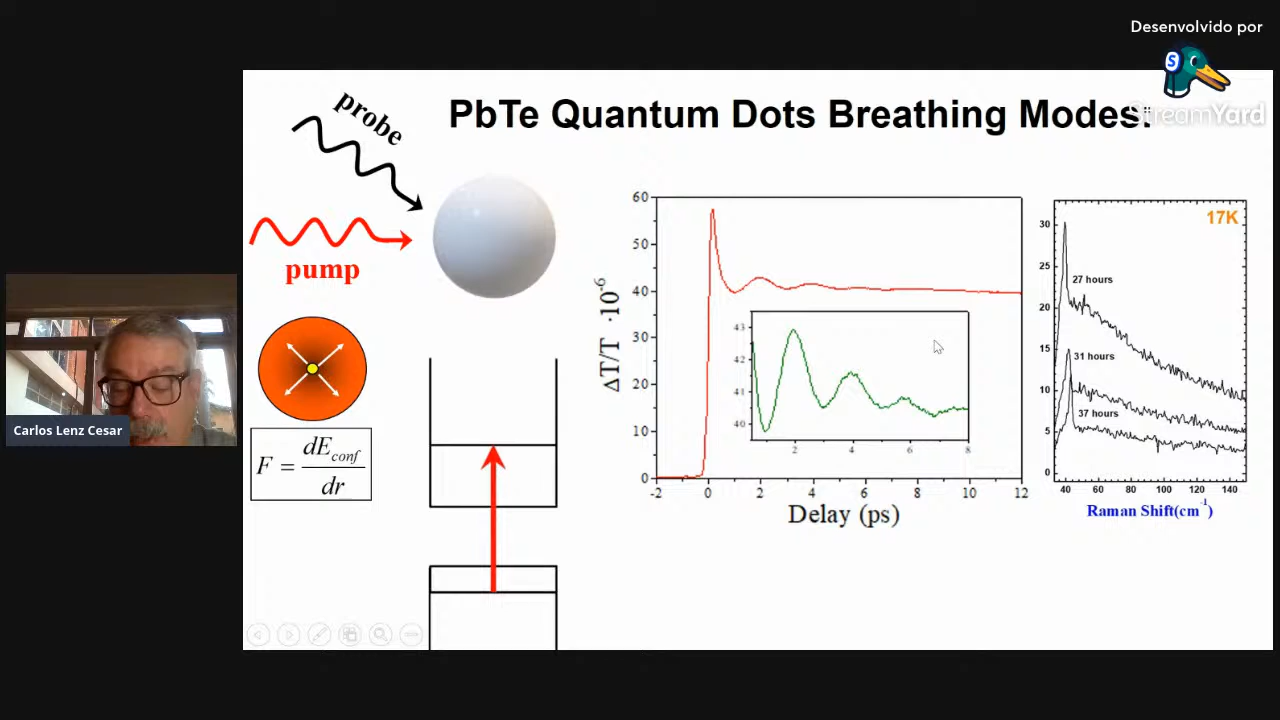 Desenvolvido por
S
StreamYard
PbTe Quantum Dots Breathing Modes:
probe
pump
F = dE_conf / dr
ΔT/T ·10^-6
60
50
40
30
20
10
0
-2 0 2 4 6 8 10 12
Delay (ps)
43
42
41
40
2 4 6 8
17K
30
25
20
15
10
5
0
27 hours
31 hours
37 hours
40 60 80 100 120 140
Raman Shift(cm^-1)
Carlos Lenz Cesar